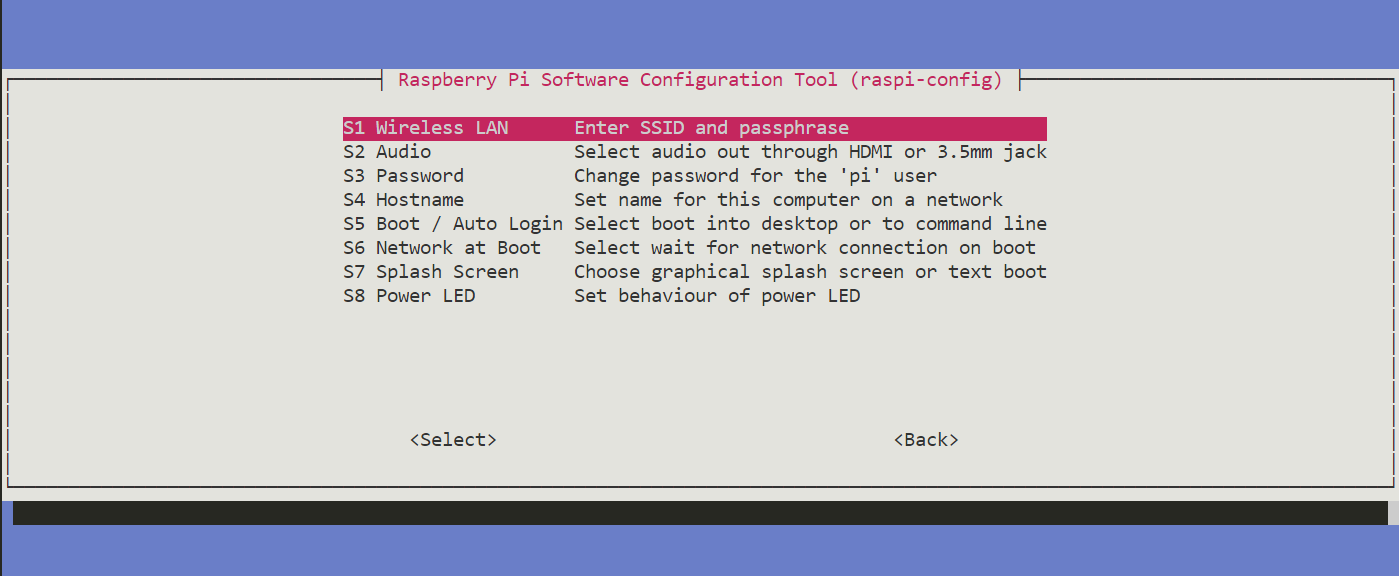 Raspberry Pi Software Configuration Tool (raspi-config)
S1 Wireless LAN Enter SSID and passphrase
S2 Audio Select audio out through HDMI or 3.5mm jack
S3 Password Change password for the 'pi' user
S4 Hostname Set name for this computer on a network
S5 Boot / Auto Login Select boot into desktop or to command line
S6 Network at Boot Select wait for network connection on boot
S7 Splash Screen Choose graphical splash screen or text boot
S8 Power LED Set behaviour of power LED
<Select> <Back>